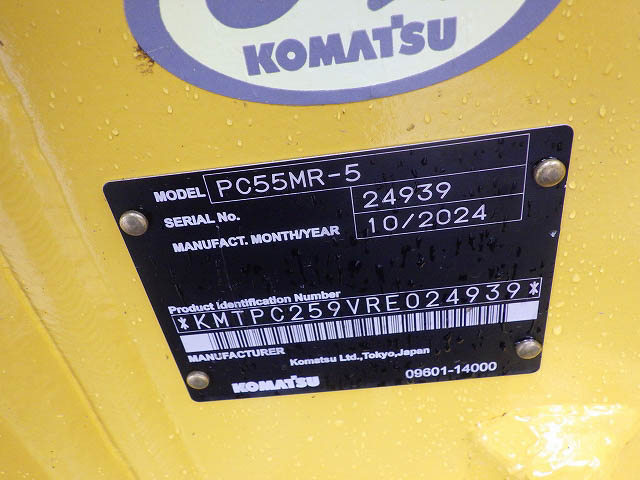 KOMATSU
MODEL PC55MR-5
SERIAL No. 24939
MANUFACT. MONTH/YEAR 10/2024
Product Identification Number
*KMTPC259VRE024939*
MANUFACTURER Komatsu Ltd.,Tokyo,Japan
KOMATSU 09601-14000